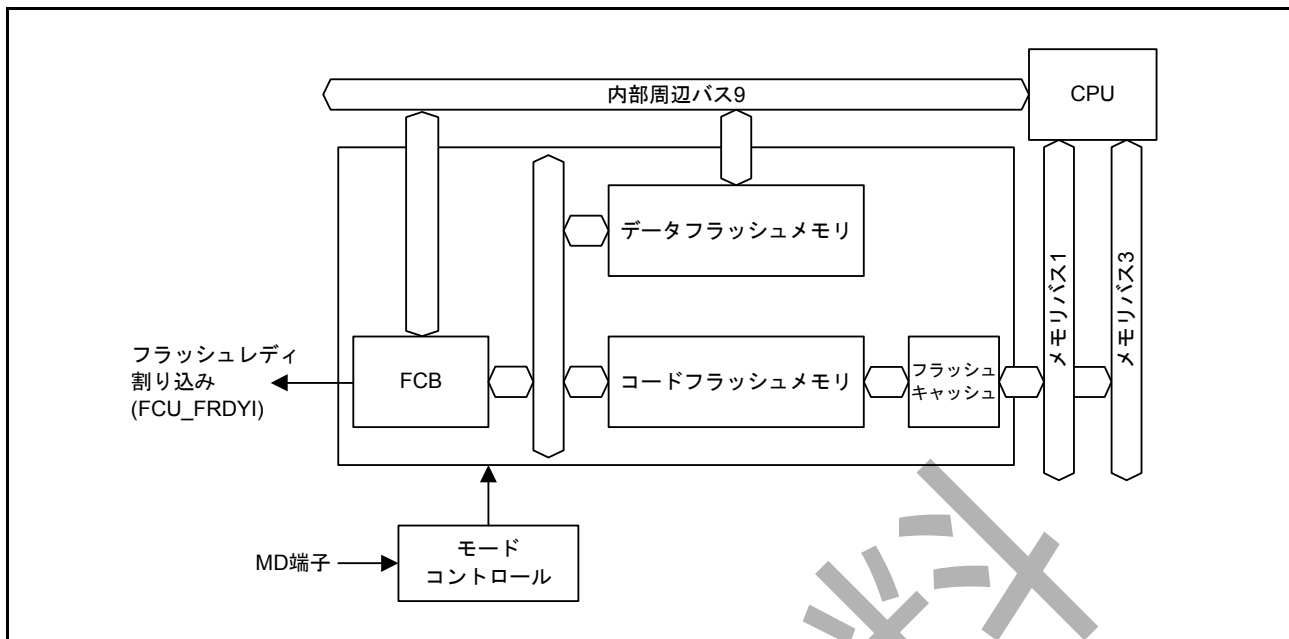 内部周辺バス9
CPU
データフラッシュメモリ
メモリバス1
メモリバス3
フラッシュレディ
割り込み
(FCU_FRDYI)
FCB
コードフラッシュメモリ
フラッシュ
キャッシュ
MD端子
モード
コントロール
料